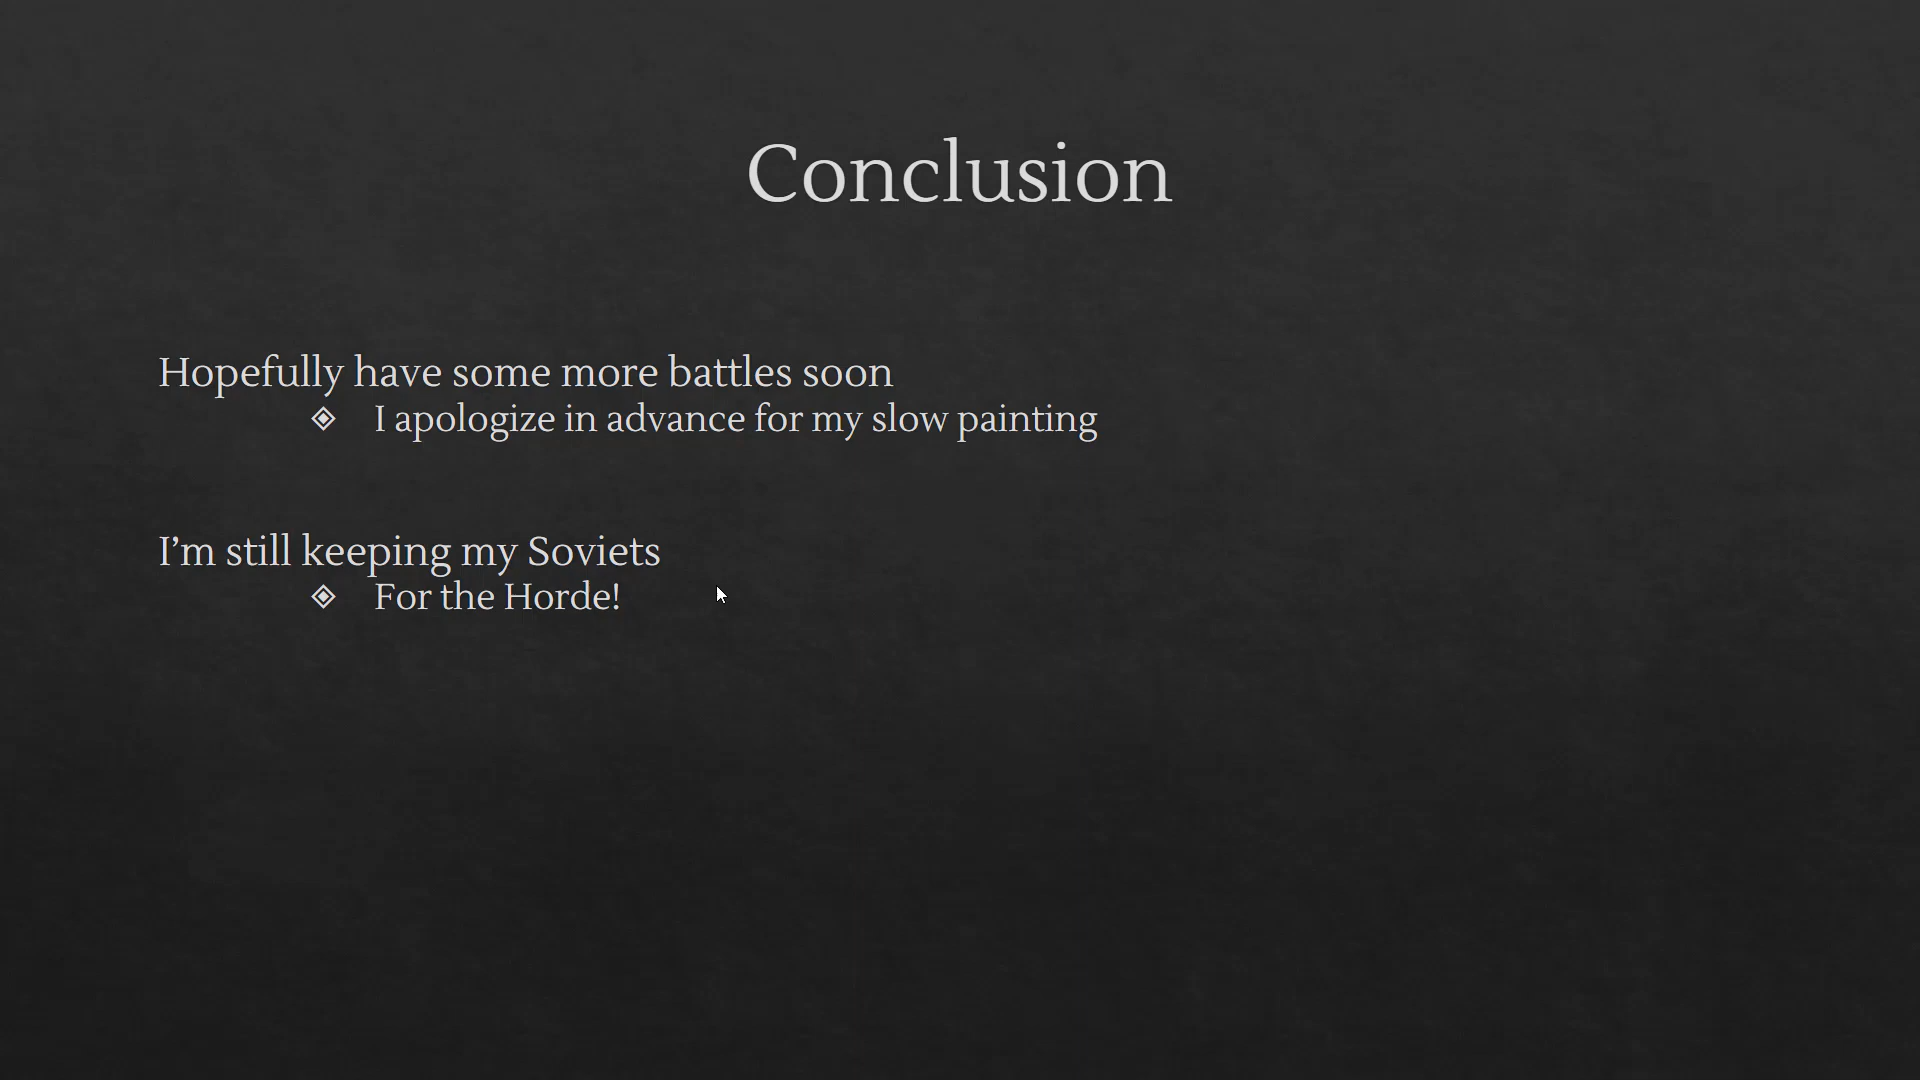 Conclusion
Hopefully have some more battles soon
◈ I apologize in advance for my slow painting
I’m still keeping my Soviets
◈ For the Horde!